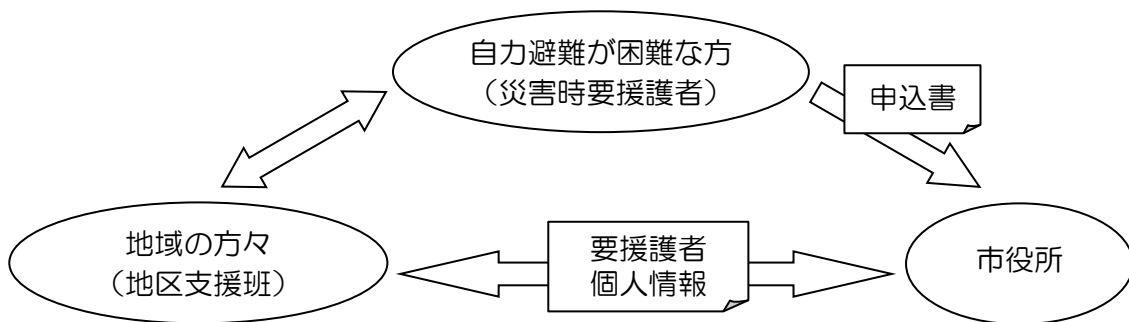 自力避難が困難な方
（災害時要援護者）
申込書
地域の方々
（地区支援班）
要援護者
個人情報
市役所